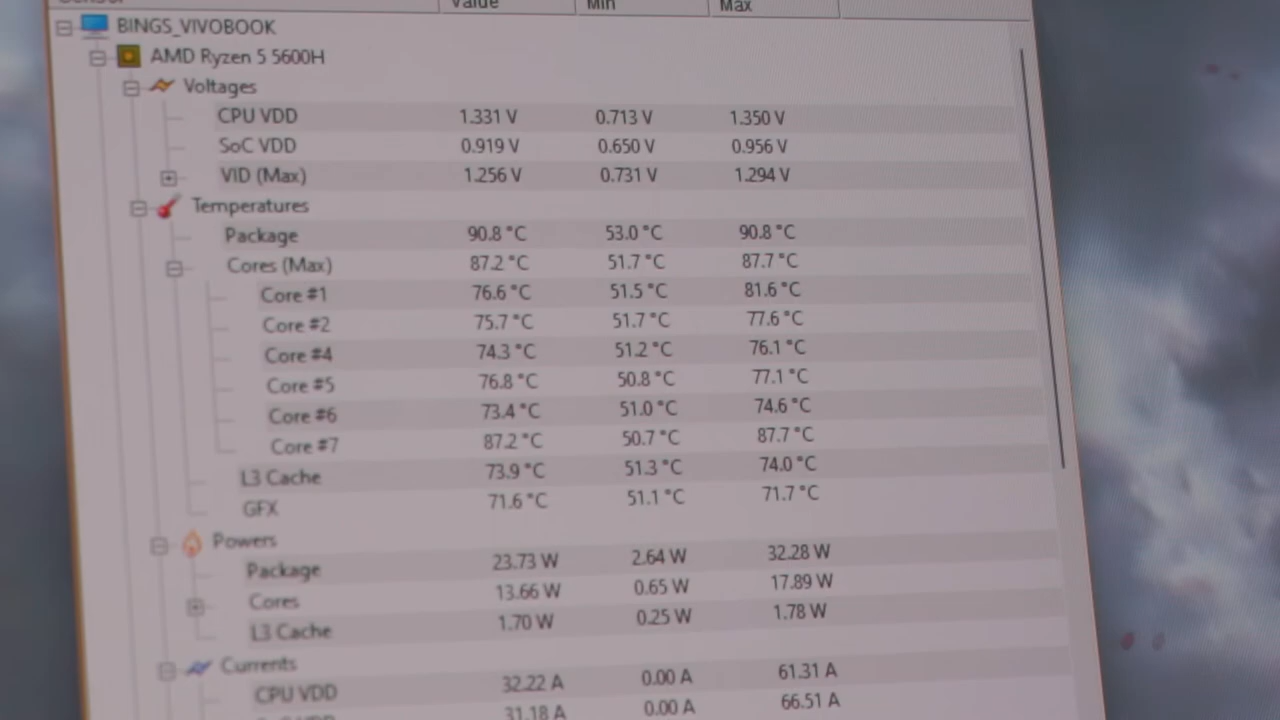 Value Min Max
BINGS_VIVOBOOK
AMD Ryzen 5 5600H
Voltages
CPU VDD 1.331 V 0.713 V 1.350 V
SoC VDD 0.919 V 0.650 V 0.956 V
VID (Max) 1.256 V 0.731 V 1.294 V
Temperatures
Package 90.8 °C 53.0 °C 90.8 °C
Cores (Max) 87.2 °C 51.7 °C 87.7 °C
Core #1 76.6 °C 51.5 °C 81.6 °C
Core #2 75.7 °C 51.7 °C 77.6 °C
Core #4 74.3 °C 51.2 °C 76.1 °C
Core #5 76.8 °C 50.8 °C 77.1 °C
Core #6 73.4 °C 51.0 °C 74.6 °C
Core #7 87.2 °C 50.7 °C 87.7 °C
L3 Cache 73.9 °C 51.3 °C 74.0 °C
GFX 71.6 °C 51.1 °C 71.7 °C
Powers
Package 23.73 W 2.64 W 32.28 W
Cores 13.66 W 0.65 W 17.89 W
L3 Cache 1.70 W 0.25 W 1.78 W
Currents
CPU VDD 32.22 A 0.00 A 61.31 A
31.18 A 0.00 A 66.51 A